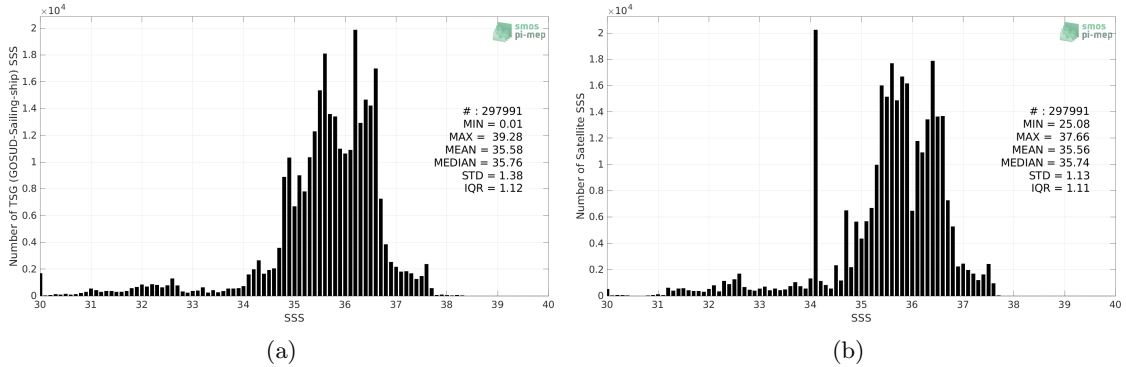 ×10⁴
2
1.8
1.6
1.4
1.2
1
0.8
0.6
0.4
0.2
0
30 31 32 33 34 35 36 37 38 39 40
SSS
Number of TSG (GOSUD-Sailing-ship) SSS
smos
pi-mep
# : 297991
MIN = 0.01
MAX = 39.28
MEAN = 35.58
MEDIAN = 35.76
STD = 1.38
IQR = 1.12
(a)
×10⁴
2
1.8
1.6
1.4
1.2
1
0.8
0.6
0.4
0.2
0
30 31 32 33 34 35 36 37 38 39 40
SSS
Number of Satellite SSS
smos
pi-mep
# : 297991
MIN = 25.08
MAX = 37.66
MEAN = 35.56
MEDIAN = 35.74
STD = 1.13
IQR = 1.11
(b)